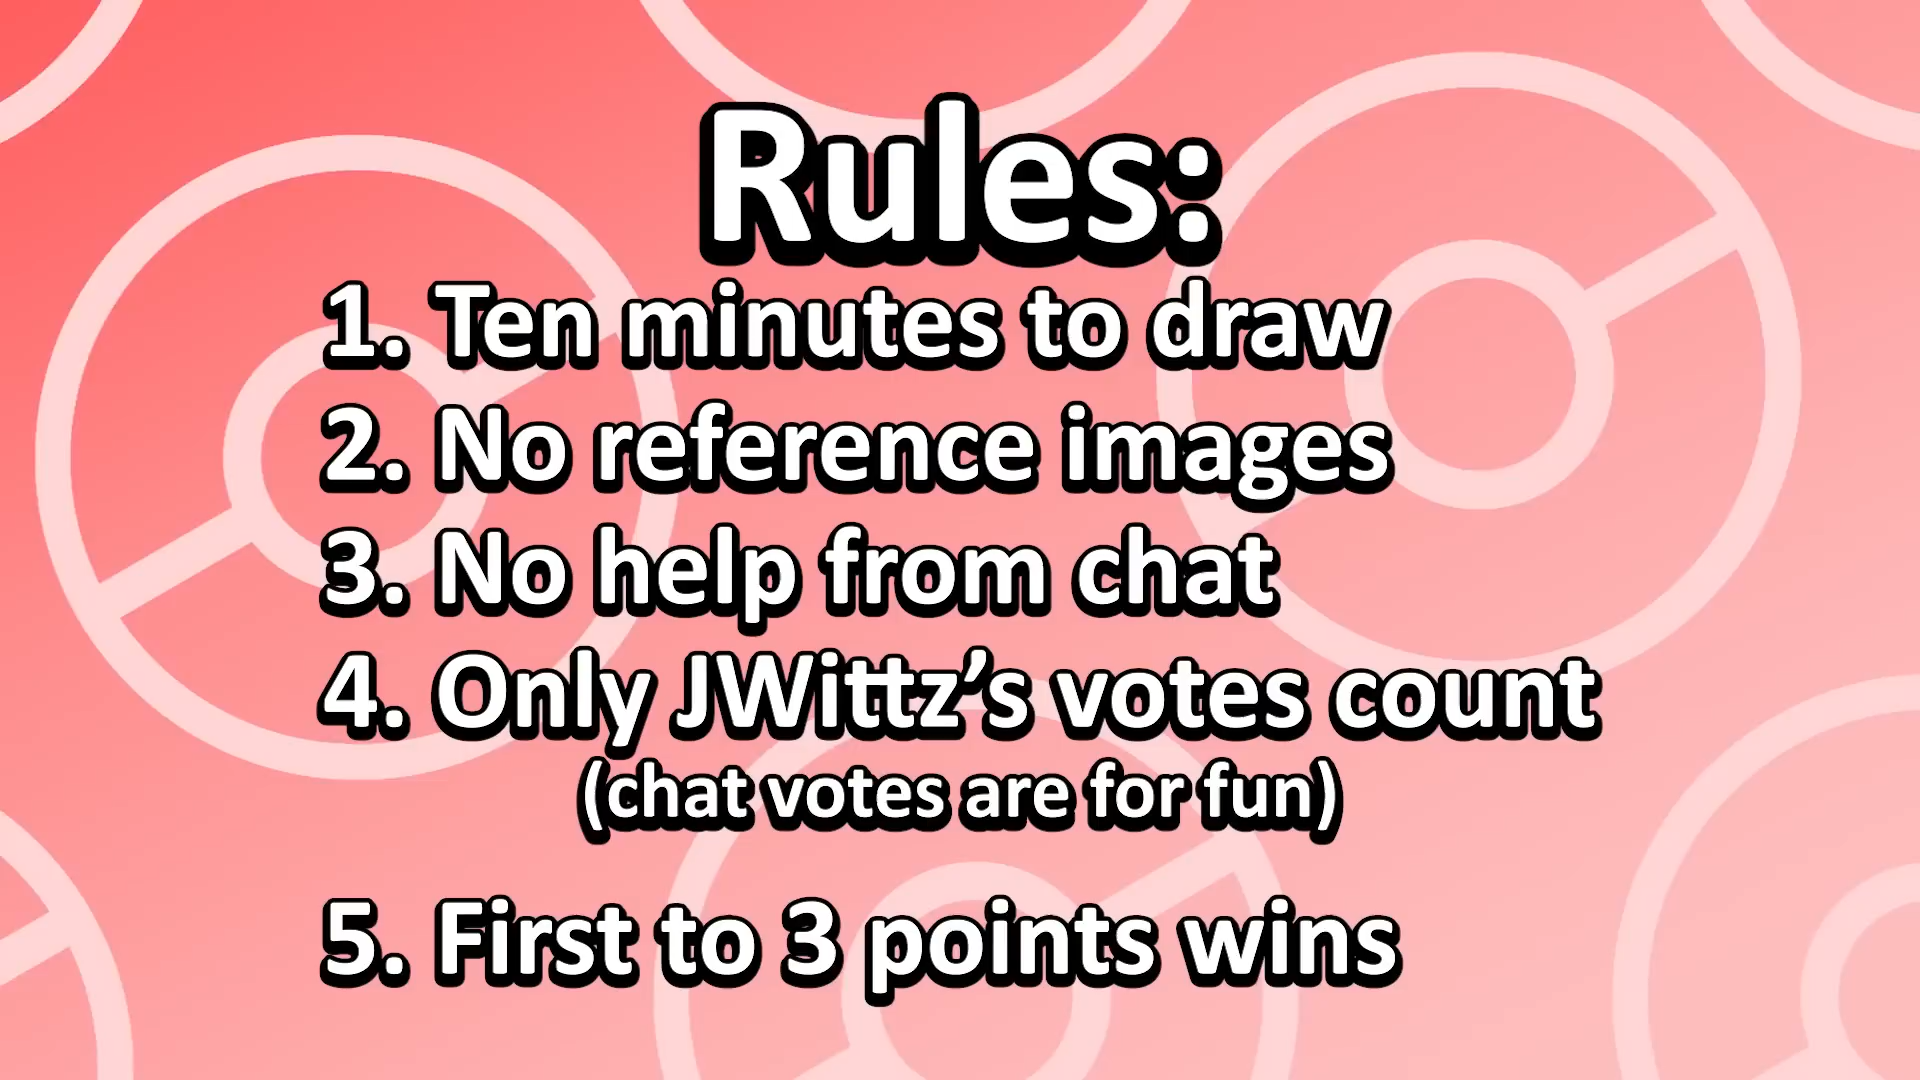 Rules:
1. Ten minutes to draw
2. No reference images
3. No help from chat
4. Only JWittz’s votes count
(chat votes are for fun)
5. First to 3 points wins